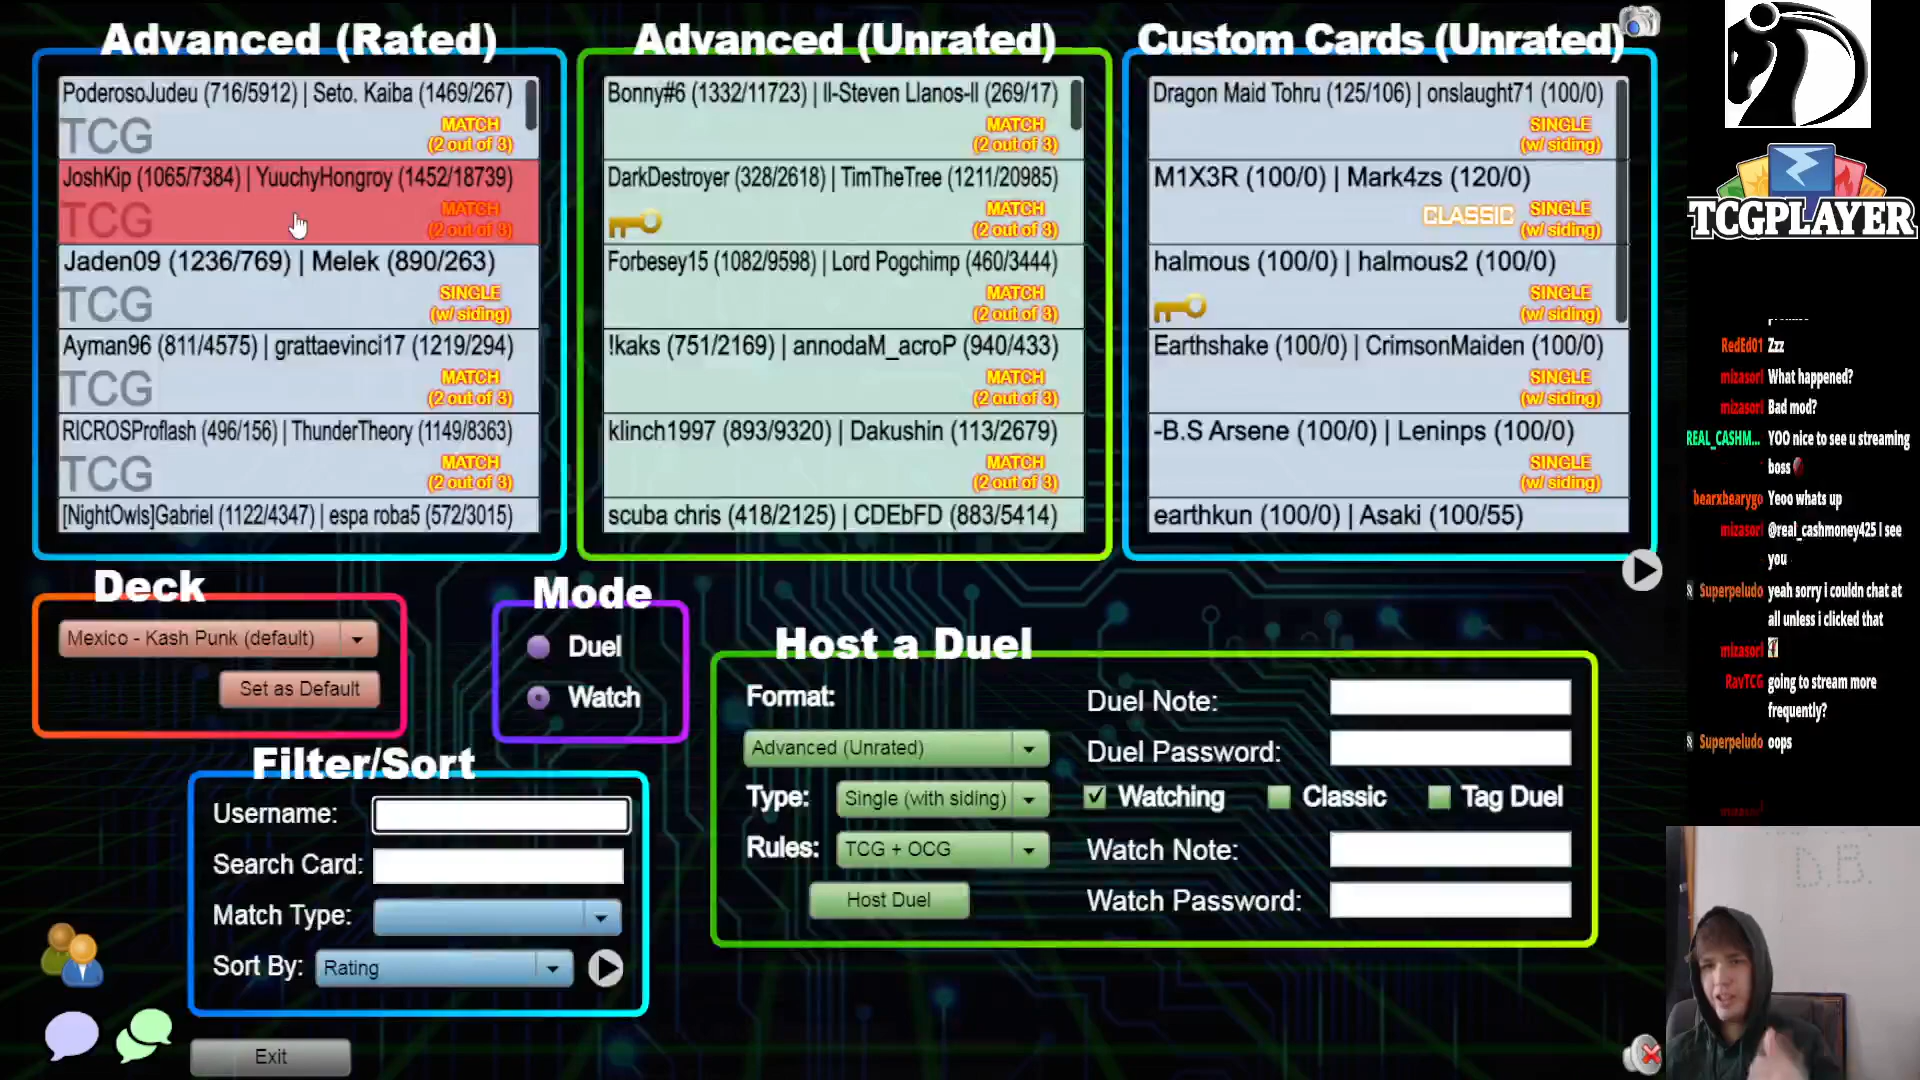 Advanced (Rated)
PoderosoJudeu (716/5912) | Seto. Kaiba (1469/267)
TCG
MATCH
(2 out of 3)
JoshKip (1065/7384) | YuuchyHongroy (1452/18739)
TCG
MATCH
(2 out of 3)
Jaden09 (1236/769) | Melek (890/263)
TCG
SINGLE
(w/ siding)
Ayman96 (811/4575) | grattaevinci17 (1219/294)
TCG
MATCH
(2 out of 3)
RICROSProflash (496/156) | ThunderTheory (1149/8363)
TCG
MATCH
(2 out of 3)
[NightOwls]Gabriel (1122/4347) | espa roba5 (572/3015)
Advanced (Unrated)
Bonny#6 (1332/11723) | ll-Steven Llanos-ll (269/17)
MATCH
(2 out of 3)
DarkDestroyer (328/2618) | TimTheTree (1211/20985)
MATCH
(2 out of 3)
Forbesey15 (1082/9598) | Lord Pogchimp (460/3444)
MATCH
(2 out of 3)
!kaks (751/2169) | annodaM_acroP (940/433)
MATCH
(2 out of 3)
klinch1997 (893/9320) | Dakushin (113/2679)
MATCH
(2 out of 3)
scuba chris (418/2125) | CDEbFD (883/5414)
Custom Cards (Unrated)
Dragon Maid Tohru (125/106) | onslaught71 (100/0)
SINGLE
(w/ siding)
M1X3R (100/0) | Mark4zs (120/0)
CLASSIC SINGLE
(w/ siding)
halmous (100/0) | halmous2 (100/0)
SINGLE
(w/ siding)
Earthshake (100/0) | CrimsonMaiden (100/0)
SINGLE
(w/ siding)
-B.S Arsene (100/0) | Leninps (100/0)
SINGLE
(w/ siding)
earthkun (100/0) | Asaki (100/55)
Deck
Mexico - Kash Punk (default)
Set as Default
Mode
Duel
Watch
Filter/Sort
Username:
Search Card:
Match Type:
Sort By: Rating
Exit
Host a Duel
Format:
Advanced (Unrated)
Type: Single (with siding)
Rules: TCG + OCG
Host Duel
Duel Note:
Duel Password:
Watching Classic Tag Duel
Watch Note:
Watch Password:
TCGPLAYER
RedEd01 Zzz
mizasorl What happened?
mizasorl Bad mod?
REAL_CASHM... YOO nice to see u streaming
boss
bearxbearygo Yeoo whats up
mizasorl @real_cashmoney425 I see
you
Superpeludo yeah sorry i couldn chat at
all unless i clicked that
mizasorl
RavTCG going to stream more
frequently?
Superpeludo oops
mizasorl
D.B.